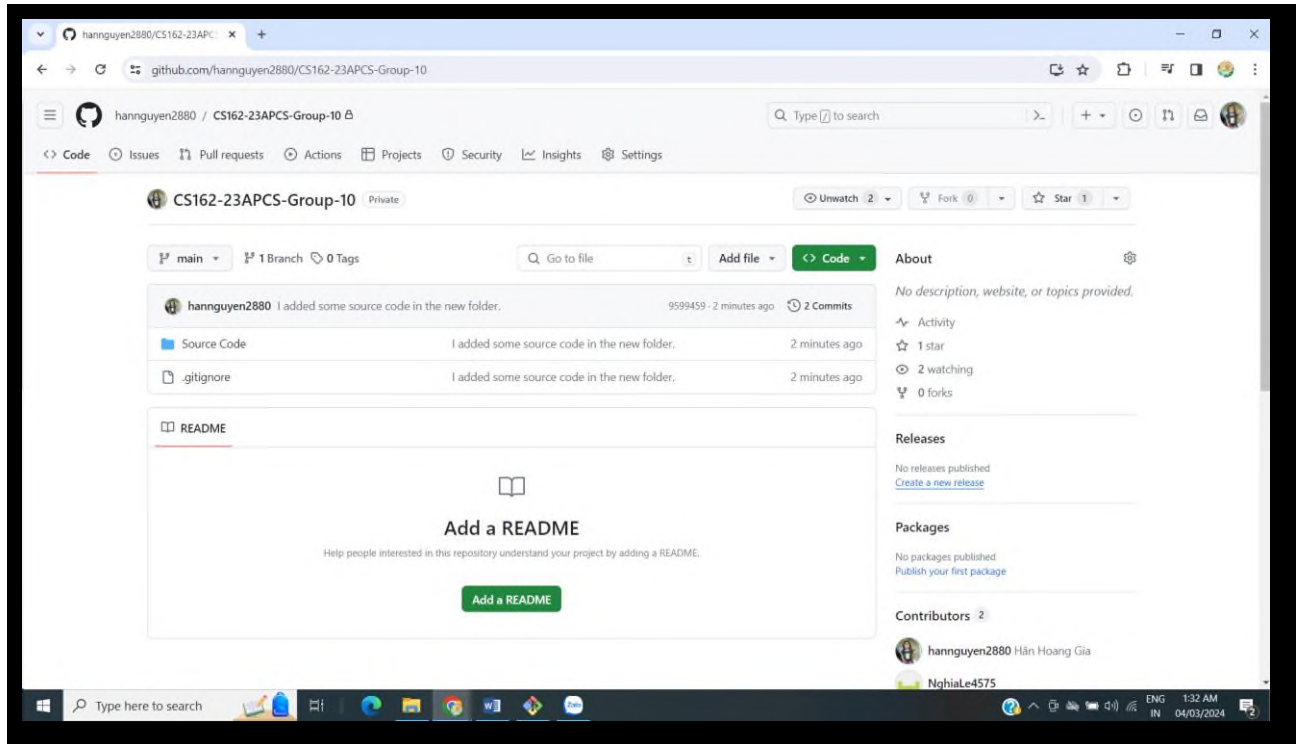 hannguyen2880/CS162-23APC
github.com/hannguyen2880/CS162-23APCS-Group-10
hannguyen2880 / CS162-23APCS-Group-10
Type / to search
Code Issues Pull requests Actions Projects Security Insights Settings
CS162-23APCS-Group-10 Private
Unwatch 2 Fork 0 Star 1
main 1 Branch 0 Tags Go to file t Add file Code
About
No description, website, or topics provided.
hannguyen2880 I added some source code in the new folder. 9599459 · 2 minutes ago 2 Commits
Activity
Source Code I added some source code in the new folder. 2 minutes ago
1 star
2 watching
.gitignore I added some source code in the new folder. 2 minutes ago
0 forks
README
Releases
No releases published
Create a new release
Add a README
Help people interested in this repository understand your project by adding a README.
Add a README
Packages
No packages published
Publish your first package
Contributors 2
hannguyen2880 Hân Hoang Gia
NghiaLe4575
Type here to search
Zalo
ENG 1:32 AM
IN 04/03/2024
2